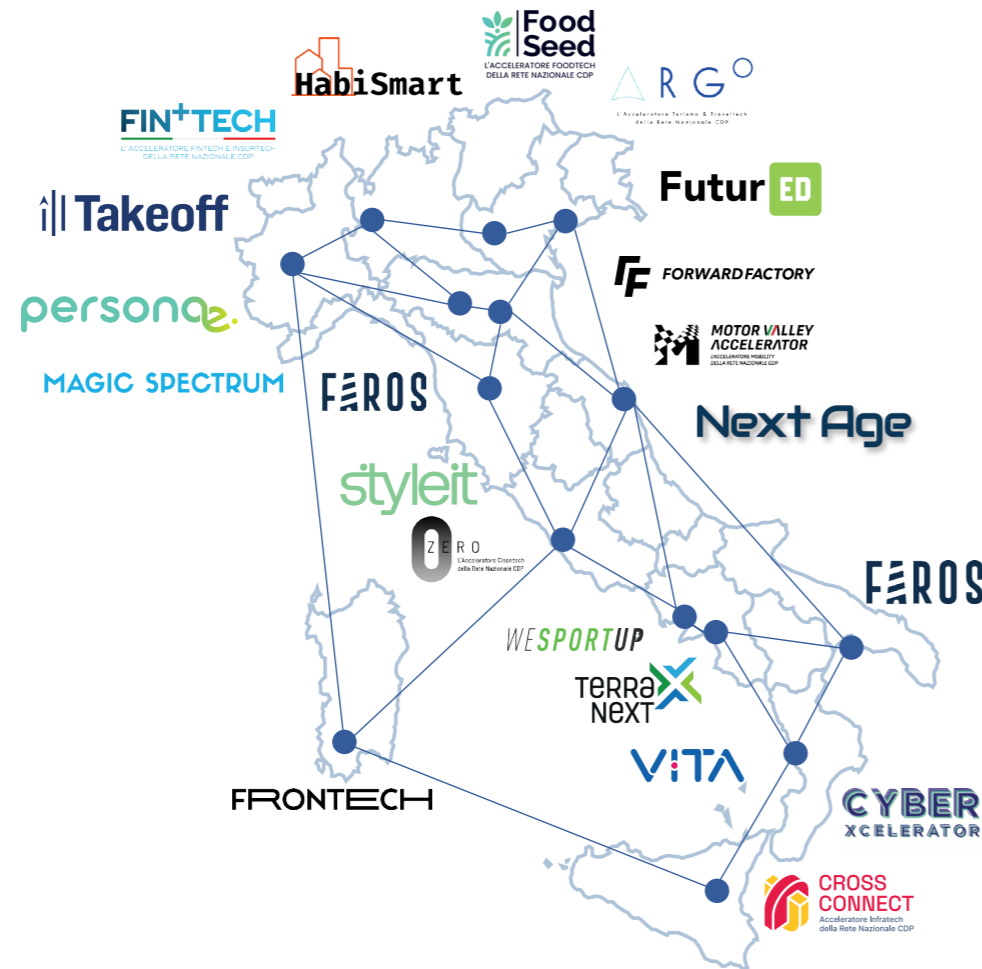 Food
Seed
L'ACCELERATORE FOODTECH
DELLA RETE NAZIONALE CDP
HabiSmart
ARGO
L'Acceleratore Turismo & Traveltech
della Rete Nazionale CDP
FIN+TECH
L'ACCELERATORE FINTECH E INSURTECH
DELLA RETE NAZIONALE CDP
FuturED
Takeoff
FORWARD FACTORY
personae.
MOTOR VALLEY
ACCELERATOR
L'ACCELERATORE MOBILITY
DELLA RETE NAZIONALE CDP
MAGIC SPECTRUM
FAROS
Next Age
styleit
ZERO
L'Acceleratore Cleantech
della Rete Nazionale CDP
FAROS
WESPORTUP
TERRA
NEXT
VITA
FRONTECH
CYBER
XCELERATOR
CROSS
CONNECT
Acceleratore Infratech
della Rete Nazionale CDP